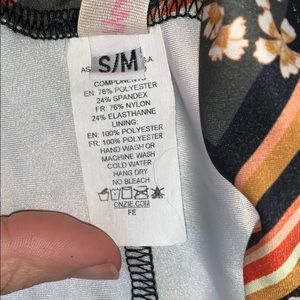 S/M
COMPONENTS
EN: 76% POLYESTER
24% SPANDEX
FR: 76% NYLON
24% ELASTHANNE
LINING:
EN: 100% POLYESTER
FR: 100% POLYESTER
HAND WASH OR
MACHINE WASH
COLD WATER
HANG DRY
NO BLEACH
ONZIE.COM
FE